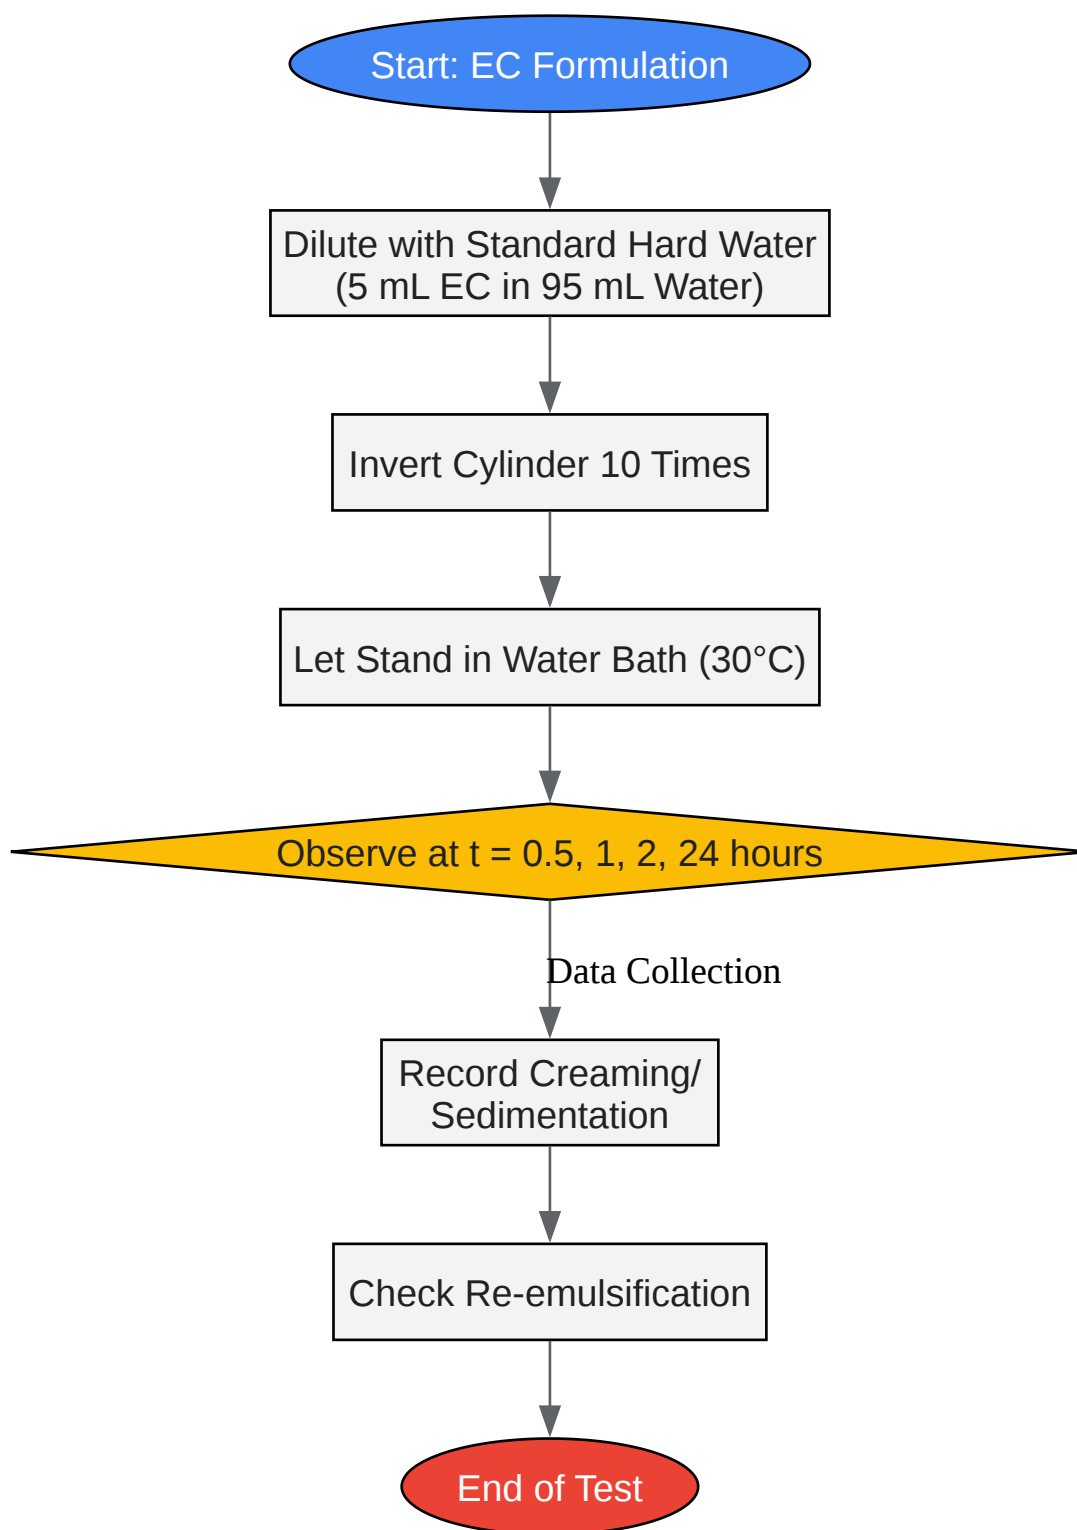 Start: EC Formulation
Dilute with Standard Hard Water
(5 mL EC in 95 mL Water)
Invert Cylinder 10 Times
Let Stand in Water Bath (30°C)
Observe at t = 0.5, 1, 2, 24 hours
Data Collection
Record Creaming/
Sedimentation
Check Re-emulsification
End of Test